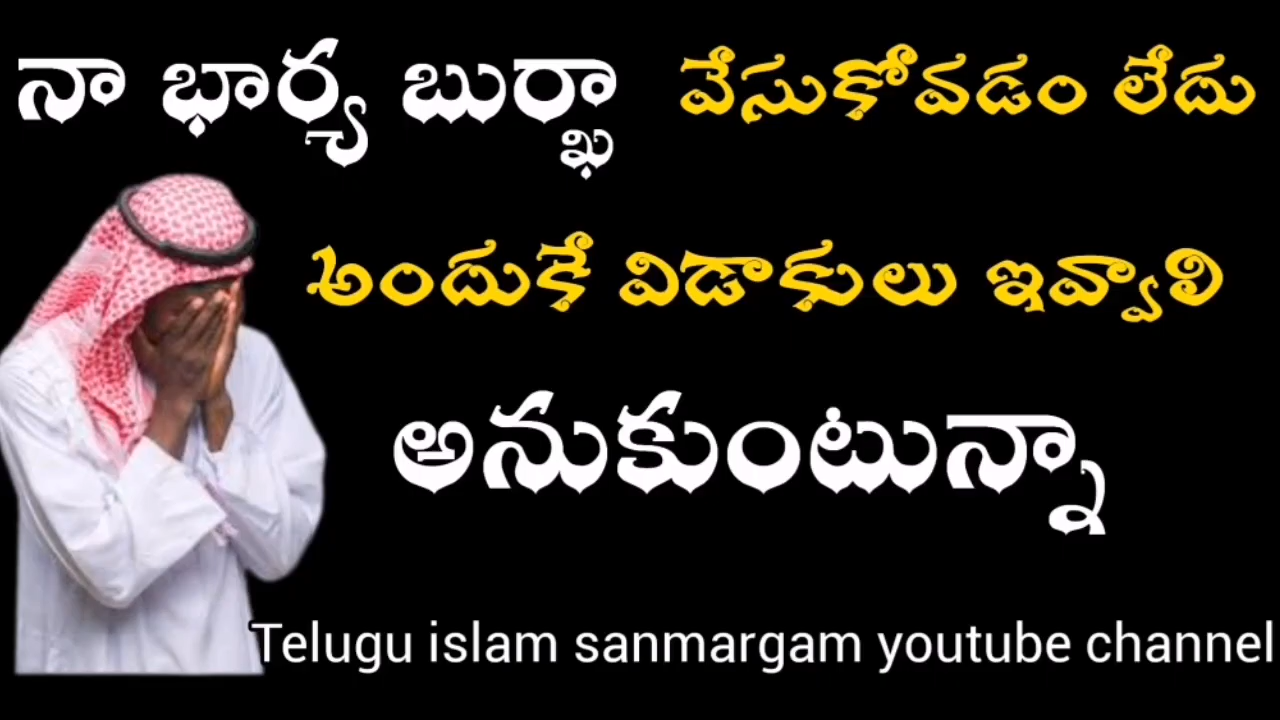 నా భార్య బుర్ఖా వేసుకోవడం లేదు
అందుకే విడాకులు ఇవ్వాలి
అనుకుంటున్నా
Telugu islam sanmargam youtube channel